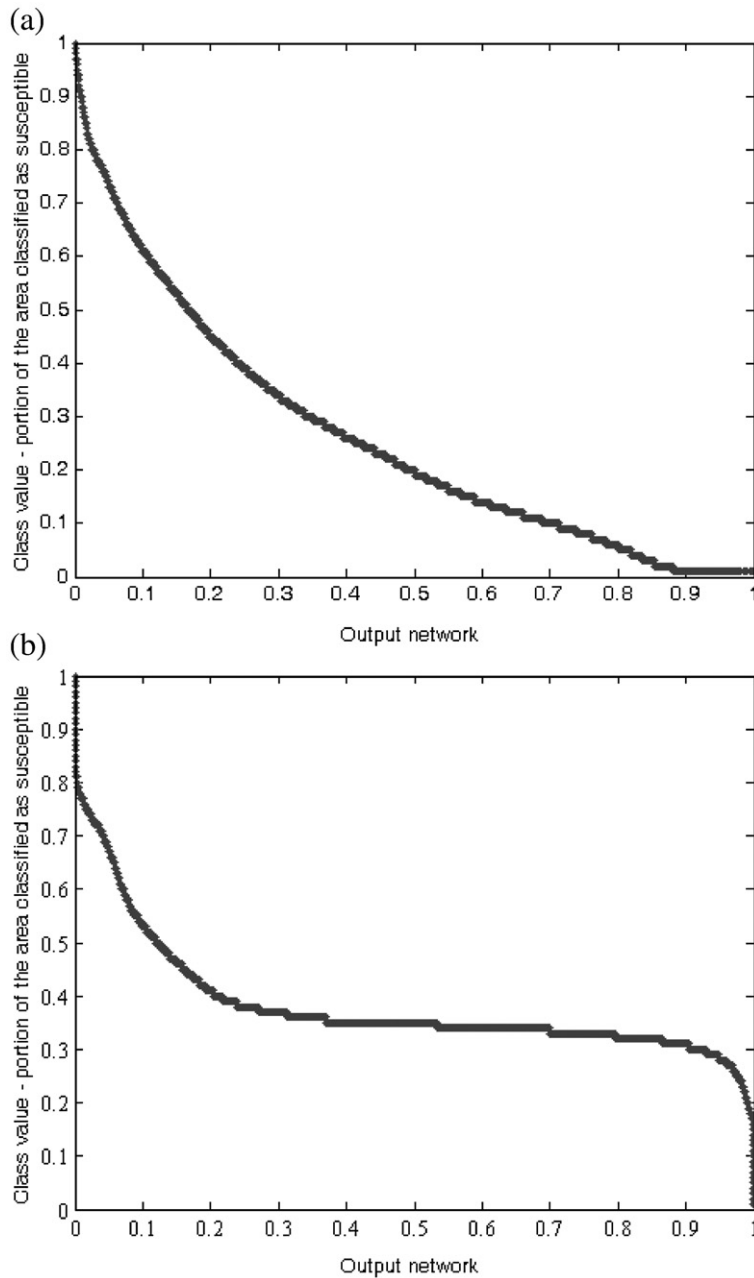 (a)
Class value - portion of the area classified as susceptible
1
0.9
0.8
0.7
0.6
0.5
0.4
0.3
0.2
0.1
0
0 0.1 0.2 0.3 0.4 0.5 0.6 0.7 0.8 0.9 1
Output network
(b)
Class value - portion of the area classified as susceptible
1
0.9
0.8
0.7
0.6
0.5
0.4
0.3
0.2
0.1
0
0 0.1 0.2 0.3 0.4 0.5 0.6 0.7 0.8 0.9 1
Output network